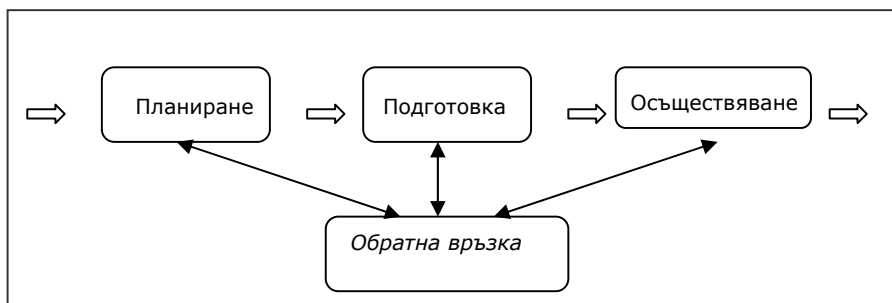 Планиране
Подготовка
Осъществяване
Обратна връзка